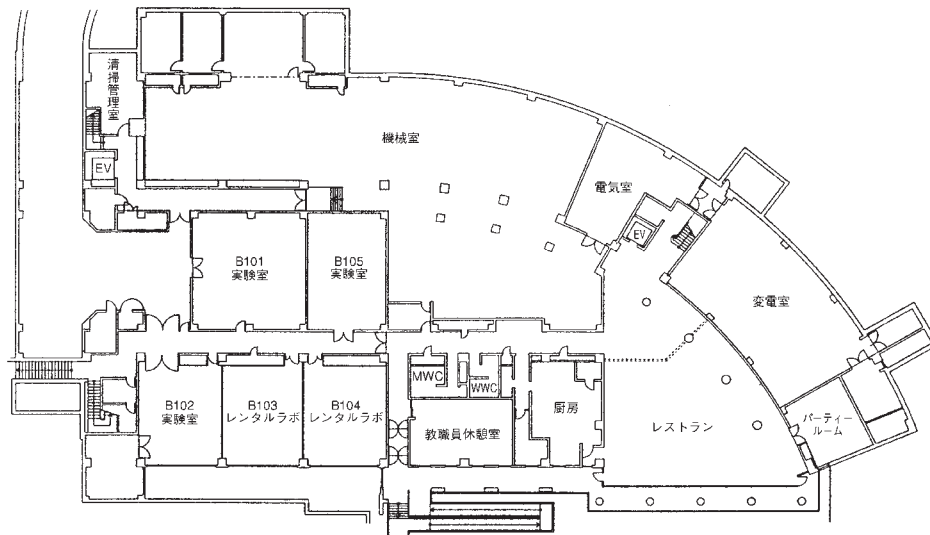 清掃管理室
EV
機械室
電気室
EV
B101
実験室
B105
実験室
変電室
MWC
WWC
厨房
B102
実験室
B103
レンタルラボ
B104
レンタルラボ
教職員休憩室
レストラン
パーティー
ルーム